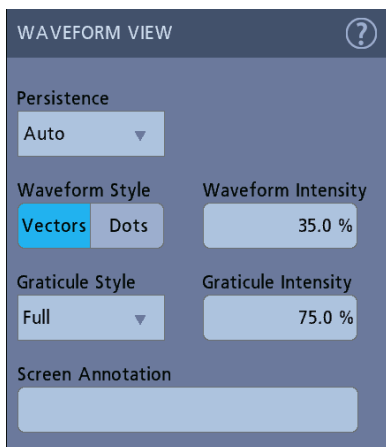 WAVEFORM VIEW ?
Persistence
Auto
Waveform Style Waveform Intensity
Vectors Dots 35.0 %
Graticule Style Graticule Intensity
Full 75.0 %
Screen Annotation